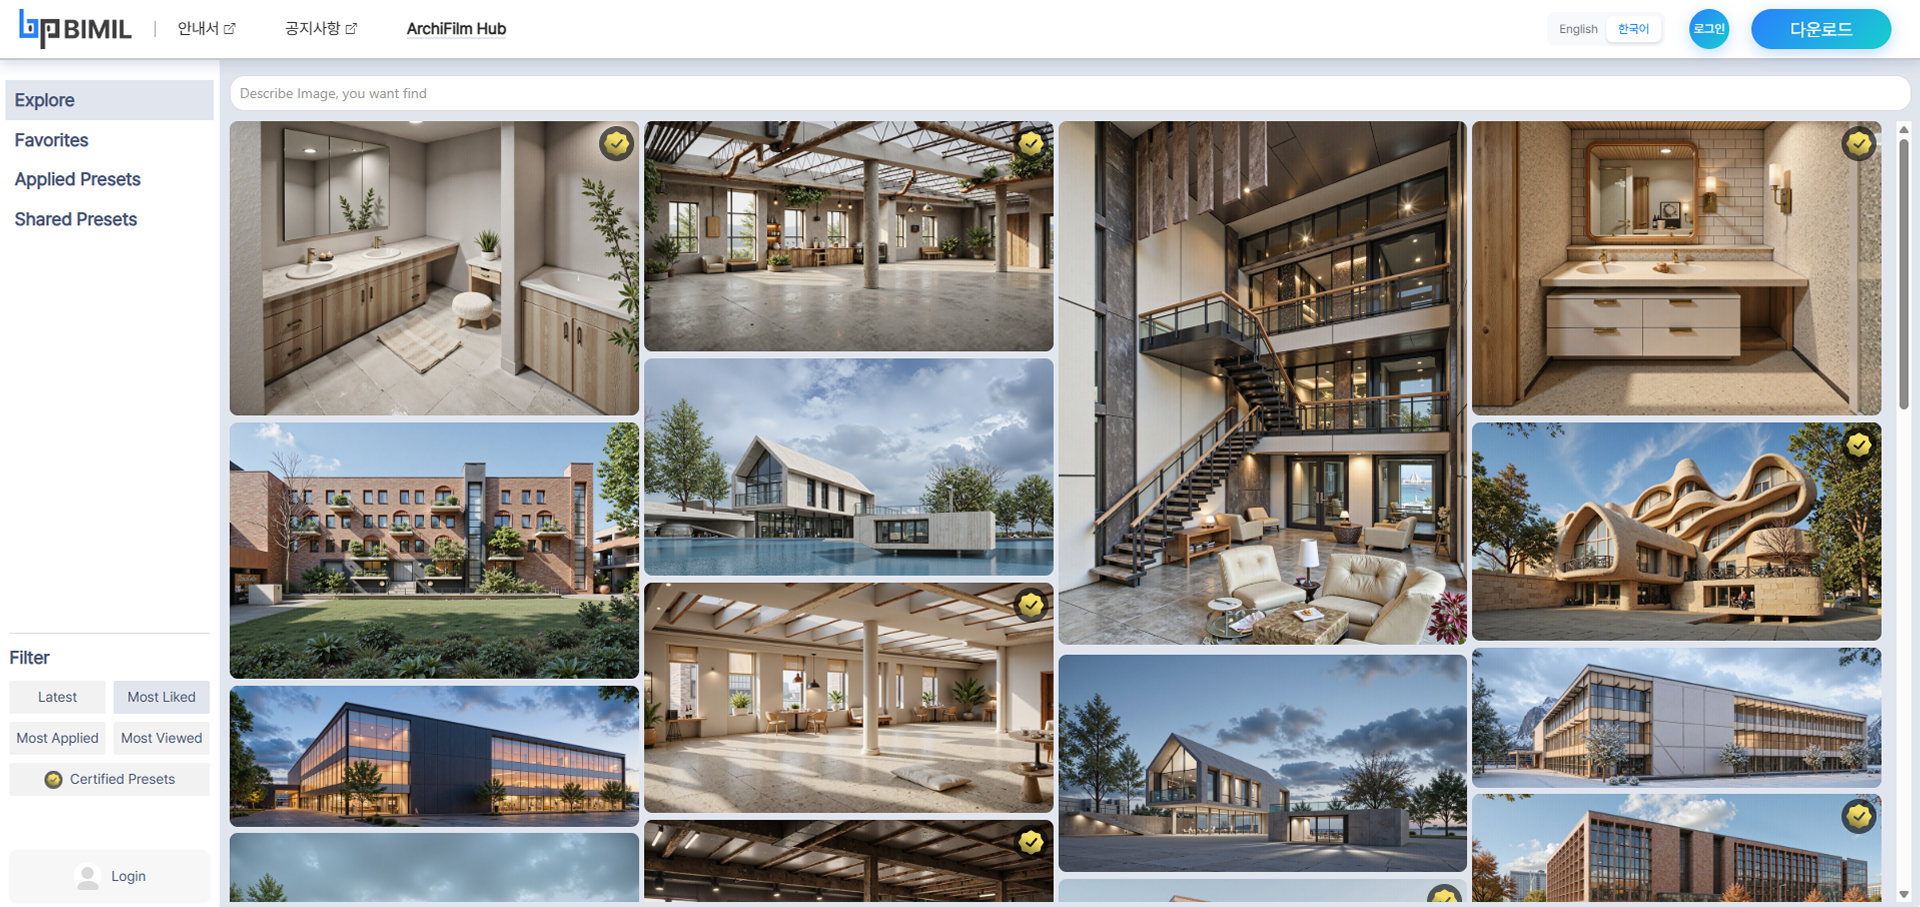 bp BIMIL
안내서
공지사항
ArchiFilm Hub
English
한국어
로그인
다운로드
Explore
Favorites
Applied Presets
Shared Presets
Describe Image, you want find
Filter
Latest
Most Liked
Most Applied
Most Viewed
Certified Presets
Login